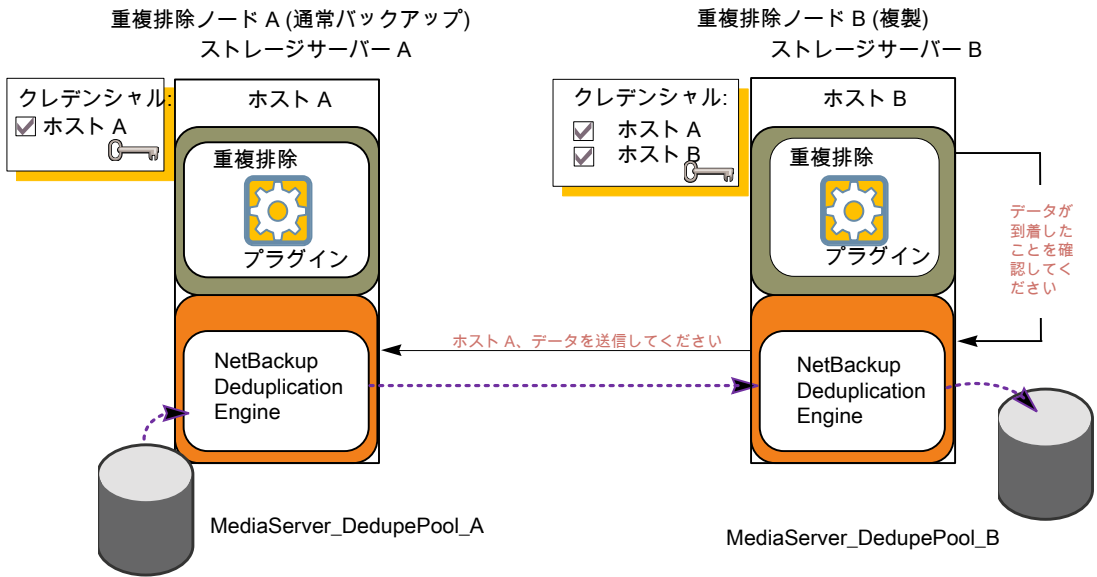 重複排除ノード A (通常バックアップ)
ストレージサーバー A
クレデンシャル:
ホスト A
ホスト A
重複排除
プラグイン
NetBackup
Deduplication
Engine
MediaServer_DedupePool_A
ホスト A、データを送信してください
重複排除ノード B (複製)
ストレージサーバー B
クレデンシャル:
ホスト A
ホスト B
ホスト B
重複排除
プラグイン
データが
到着した
ことを確
認してく
ださい
NetBackup
Deduplication
Engine
MediaServer_DedupePool_B